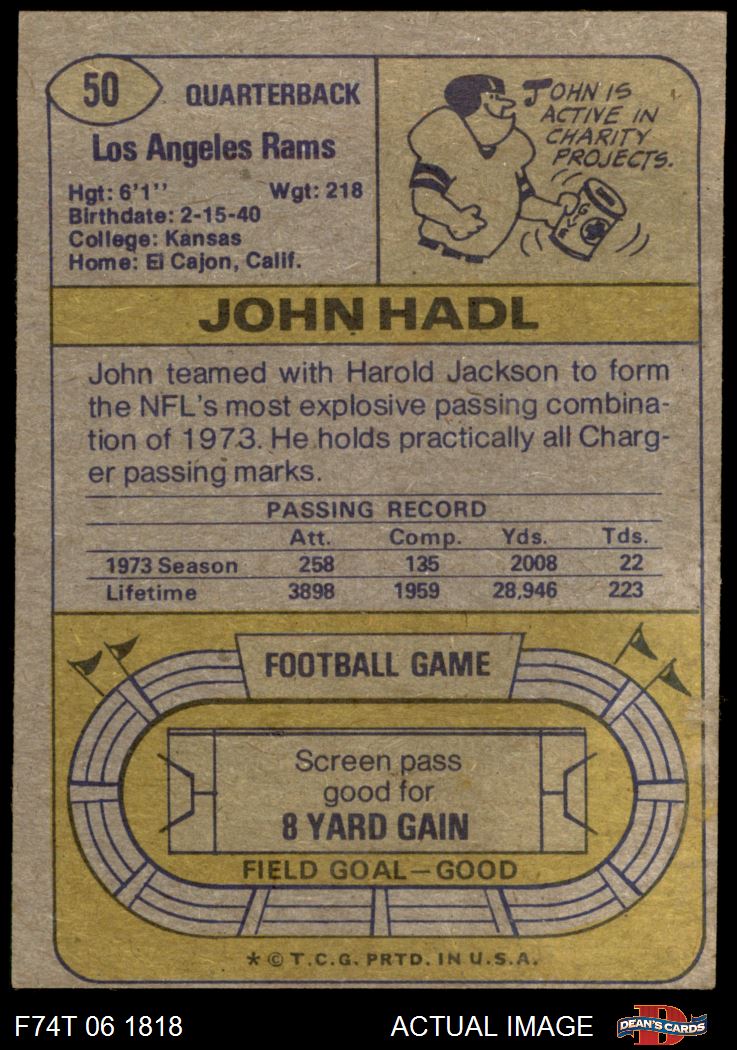 50
QUARTERBACK
Los Angeles Rams
Hgt: 6'1'' Wgt: 218
Birthdate: 2-15-40
College: Kansas
Home: El Cajon, Calif.
JOHN IS
ACTIVE IN
CHARITY
PROJECTS.
GIVE
JOHN HADL
John teamed with Harold Jackson to form
the NFL's most explosive passing combina-
tion of 1973. He holds practically all Charg-
er passing marks.
PASSING RECORD
Att. Comp. Yds. Tds.
1973 Season 258 135 2008 22
Lifetime 3898 1959 28,946 223
FOOTBALL GAME
Screen pass
good for
8 YARD GAIN
FIELD GOAL—GOOD
* © T.C.G. PRTD. IN U.S.A.
F74T 06 1818 ACTUAL IMAGE
D
DEAN'S CARDS